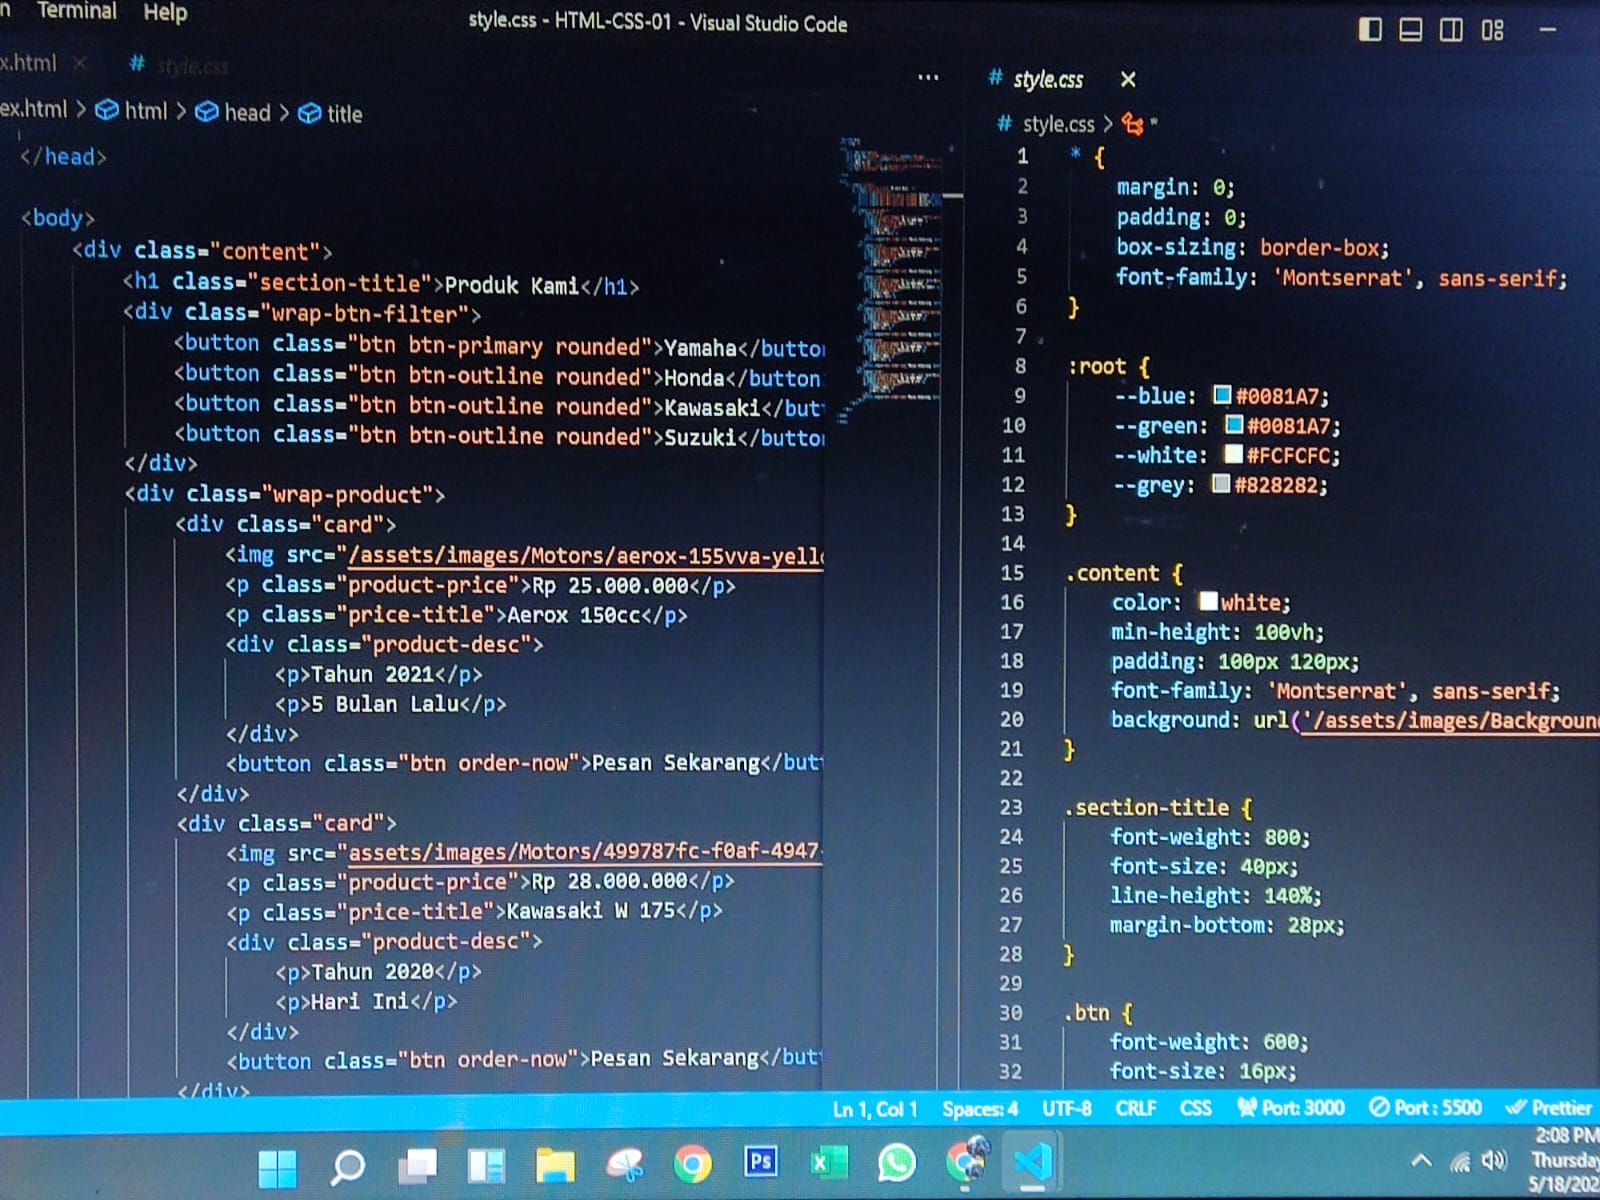 Terminal Help
style.css - HTML-CSS-01 - Visual Studio Code
x.html
# style.css
ex.html > html > head > title
</head>
<body>
<div class="content">
<h1 class="section-title">Produk Kami</h1>
<div class="wrap-btn-filter">
<button class="btn btn-primary rounded">Yamaha</butto
<button class="btn btn-outline rounded">Honda</button
<button class="btn btn-outline rounded">Kawasaki</but
<button class="btn btn-outline rounded">Suzuki</butto
</div>
<div class="wrap-product">
<div class="card">
<img src="/assets/images/Motors/aerox-155vva-yell
<p class="product-price">Rp 25.000.000</p>
<p class="price-title">Aerox 150cc</p>
<div class="product-desc">
<p>Tahun 2021</p>
<p>5 Bulan Lalu</p>
</div>
<button class="btn order-now">Pesan Sekarang</but
</div>
<div class="card">
<img src="assets/images/Motors/499787fc-f0af-4947
<p class="product-price">Rp 28.000.000</p>
<p class="price-title">Kawasaki W 175</p>
<div class="product-desc">
<p>Tahun 2020</p>
<p>Hari Ini</p>
</div>
<button class="btn order-now">Pesan Sekarang</but
</div>
# style.css
# style.css > *
1 * {
2 margin: 0;
3 padding: 0;
4 box-sizing: border-box;
5 font-family: 'Montserrat', sans-serif;
6 }
7
8 :root {
9 --blue: #0081A7;
10 --green: #0081A7;
11 --white: #FCFCFC;
12 --grey: #828282;
13 }
14
15 .content {
16 color: white;
17 min-height: 100vh;
18 padding: 100px 120px;
19 font-family: 'Montserrat', sans-serif;
20 background: url('/assets/images/Background
21 }
22
23 .section-title {
24 font-weight: 800;
25 font-size: 40px;
26 line-height: 140%;
27 margin-bottom: 28px;
28 }
29
30 .btn {
31 font-weight: 600;
32 font-size: 16px;
Ln 1, Col 1 Spaces: 4 UTF-8 CRLF CSS Port: 3000 Port : 5500 Prettier
Ps
2:08 PM
Thursday
5/18/202